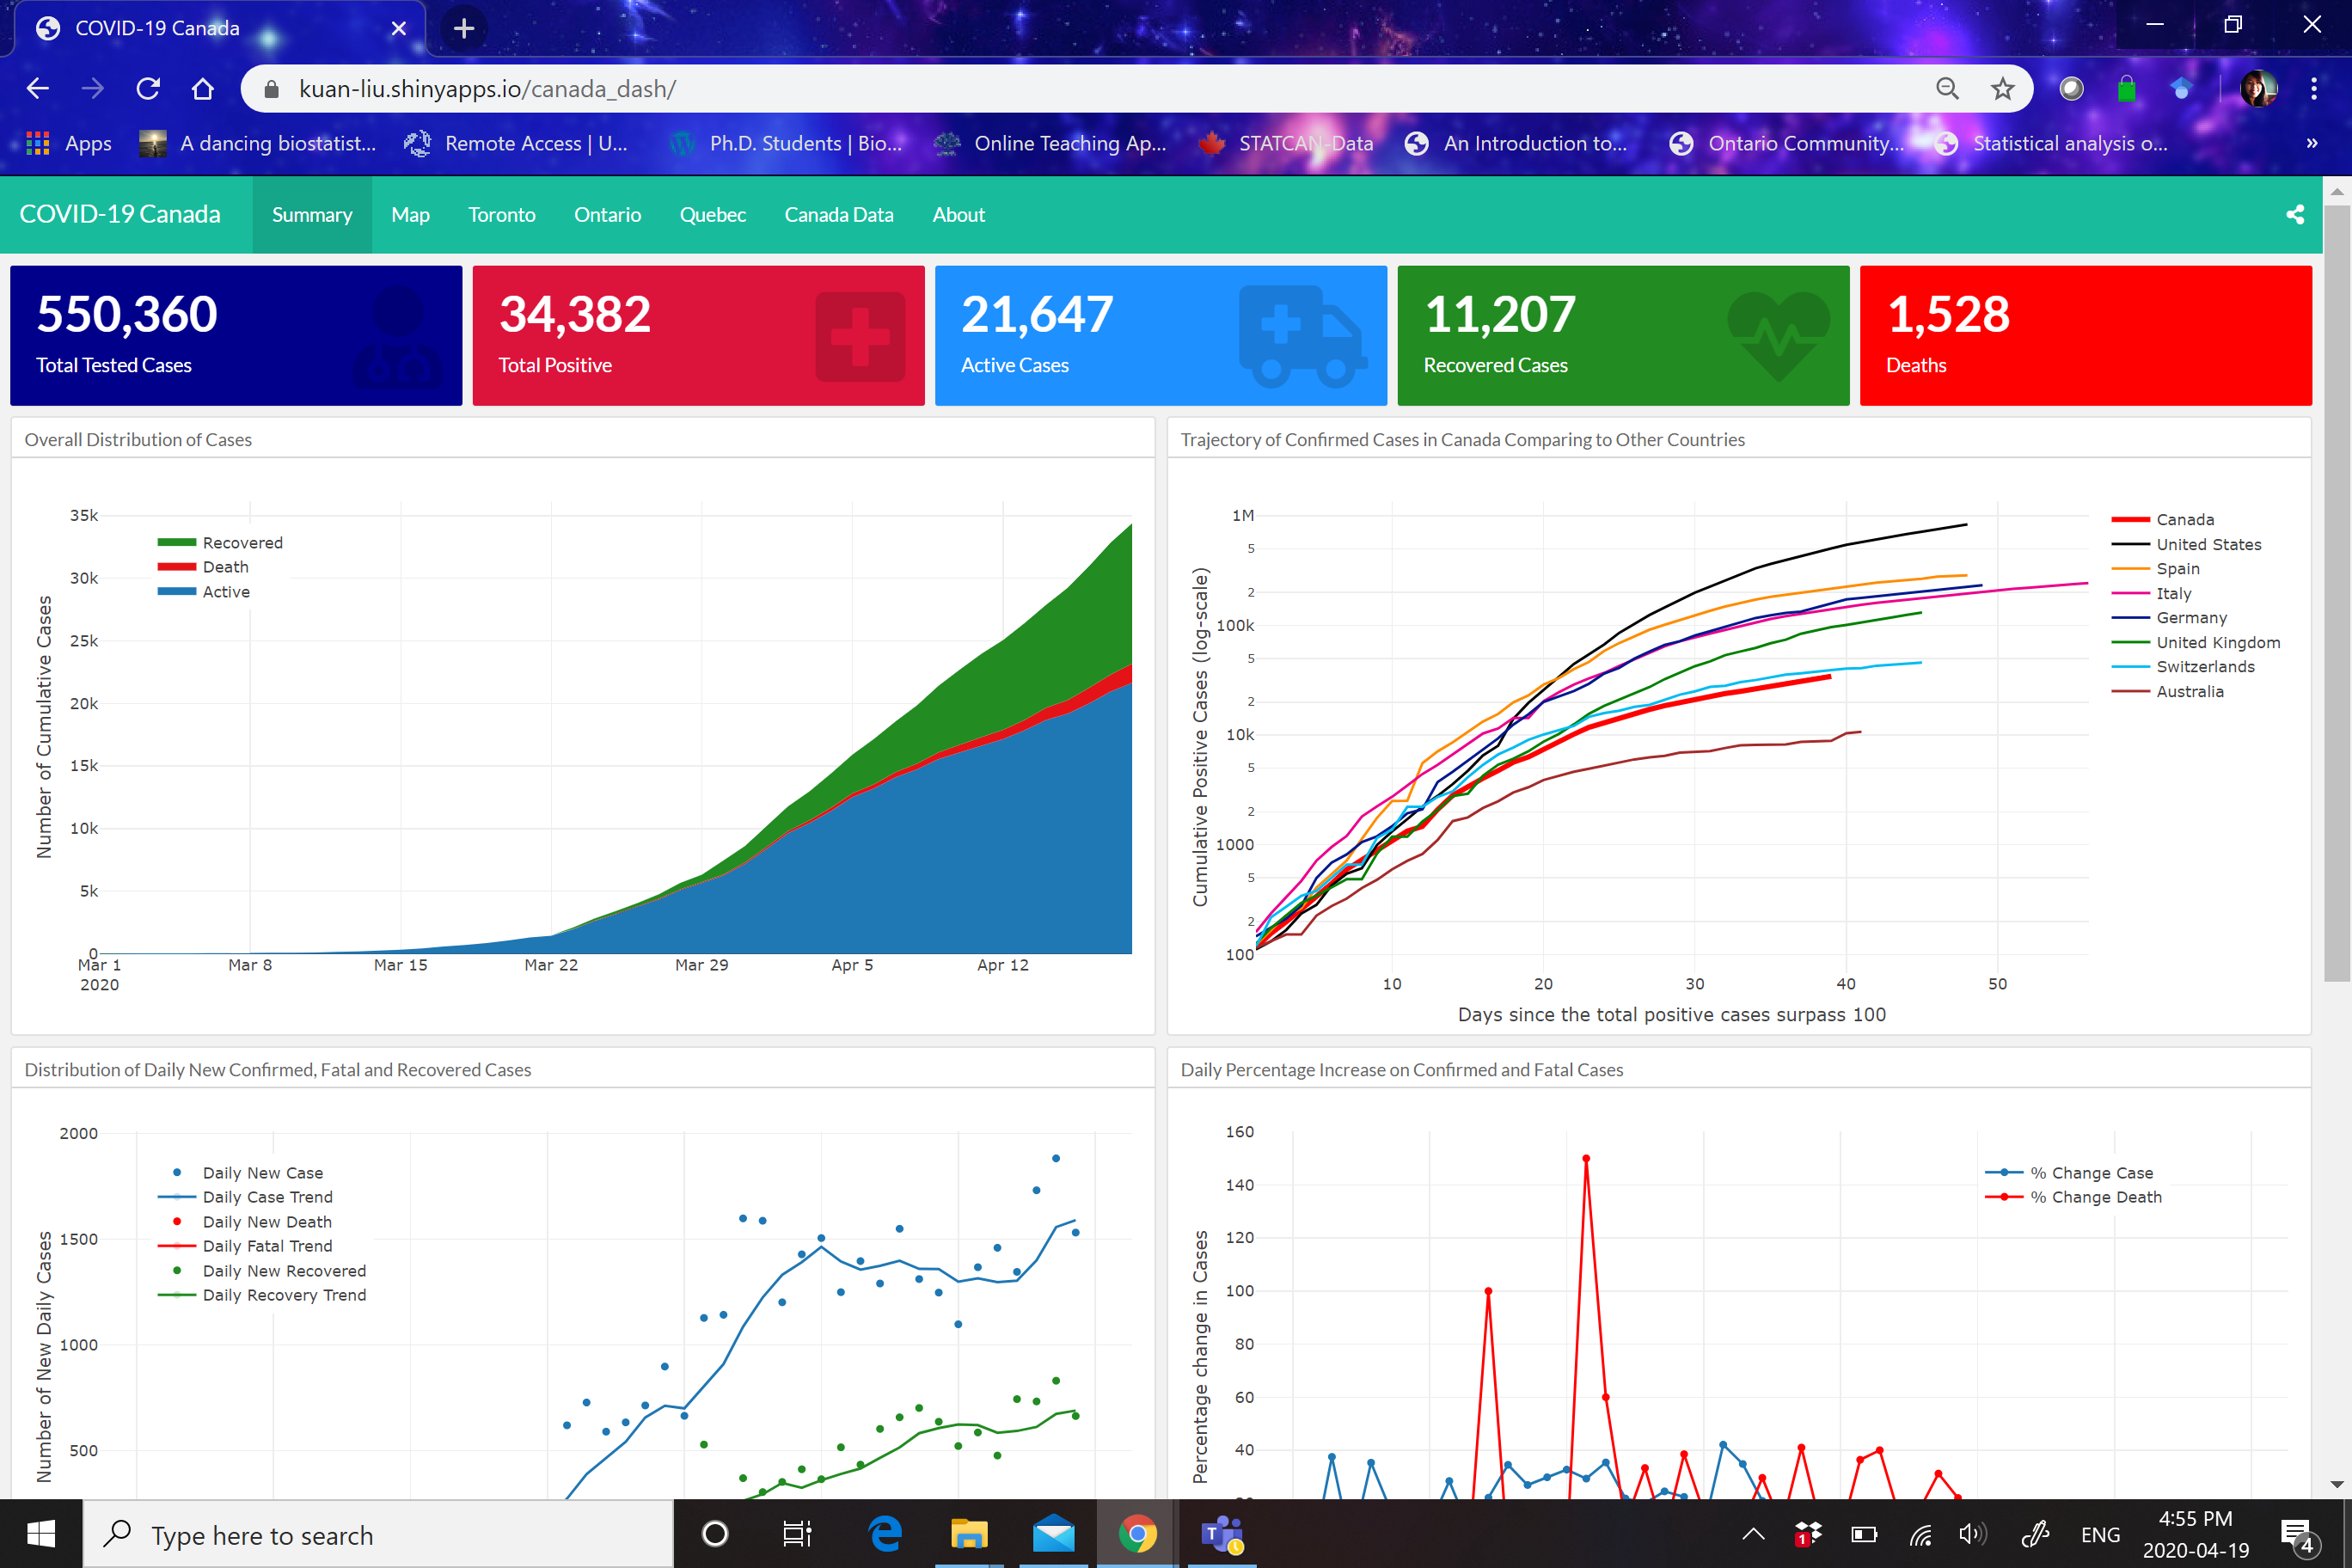 COVID-19 Canada
kuan-liu.shinyapps.io/canada_dash/
Apps A dancing biostatist... Remote Access | U... Ph.D. Students | Bio... Online Teaching Ap... STATCAN-Data An Introduction to... Ontario Community... Statistical analysis o... »
COVID-19 Canada Summary Map Toronto Ontario Quebec Canada Data About
550,360
Total Tested Cases
34,382
Total Positive
21,647
Active Cases
11,207
Recovered Cases
1,528
Deaths
Overall Distribution of Cases
Number of Cumulative Cases
35k
30k
25k
20k
15k
10k
5k
0
Recovered
Death
Active
Mar 1 Mar 8 Mar 15 Mar 22 Mar 29 Apr 5 Apr 12
2020
Trajectory of Confirmed Cases in Canada Comparing to Other Countries
Cumulative Positive Cases (log-scale)
1M
5
2
100k
5
2
10k
5
2
1000
5
2
100
Canada
United States
Spain
Italy
Germany
United Kingdom
Switzerlands
Australia
10 20 30 40 50
Days since the total positive cases surpass 100
Distribution of Daily New Confirmed, Fatal and Recovered Cases
Number of New Daily Cases
2000
1500
1000
500
Daily New Case
Daily Case Trend
Daily New Death
Daily Fatal Trend
Daily New Recovered
Daily Recovery Trend
Daily Percentage Increase on Confirmed and Fatal Cases
Percentage change in Cases
160
140
120
100
80
60
40
% Change Case
% Change Death
Type here to search
T
1
ENG
4:55 PM
2020-04-19
4